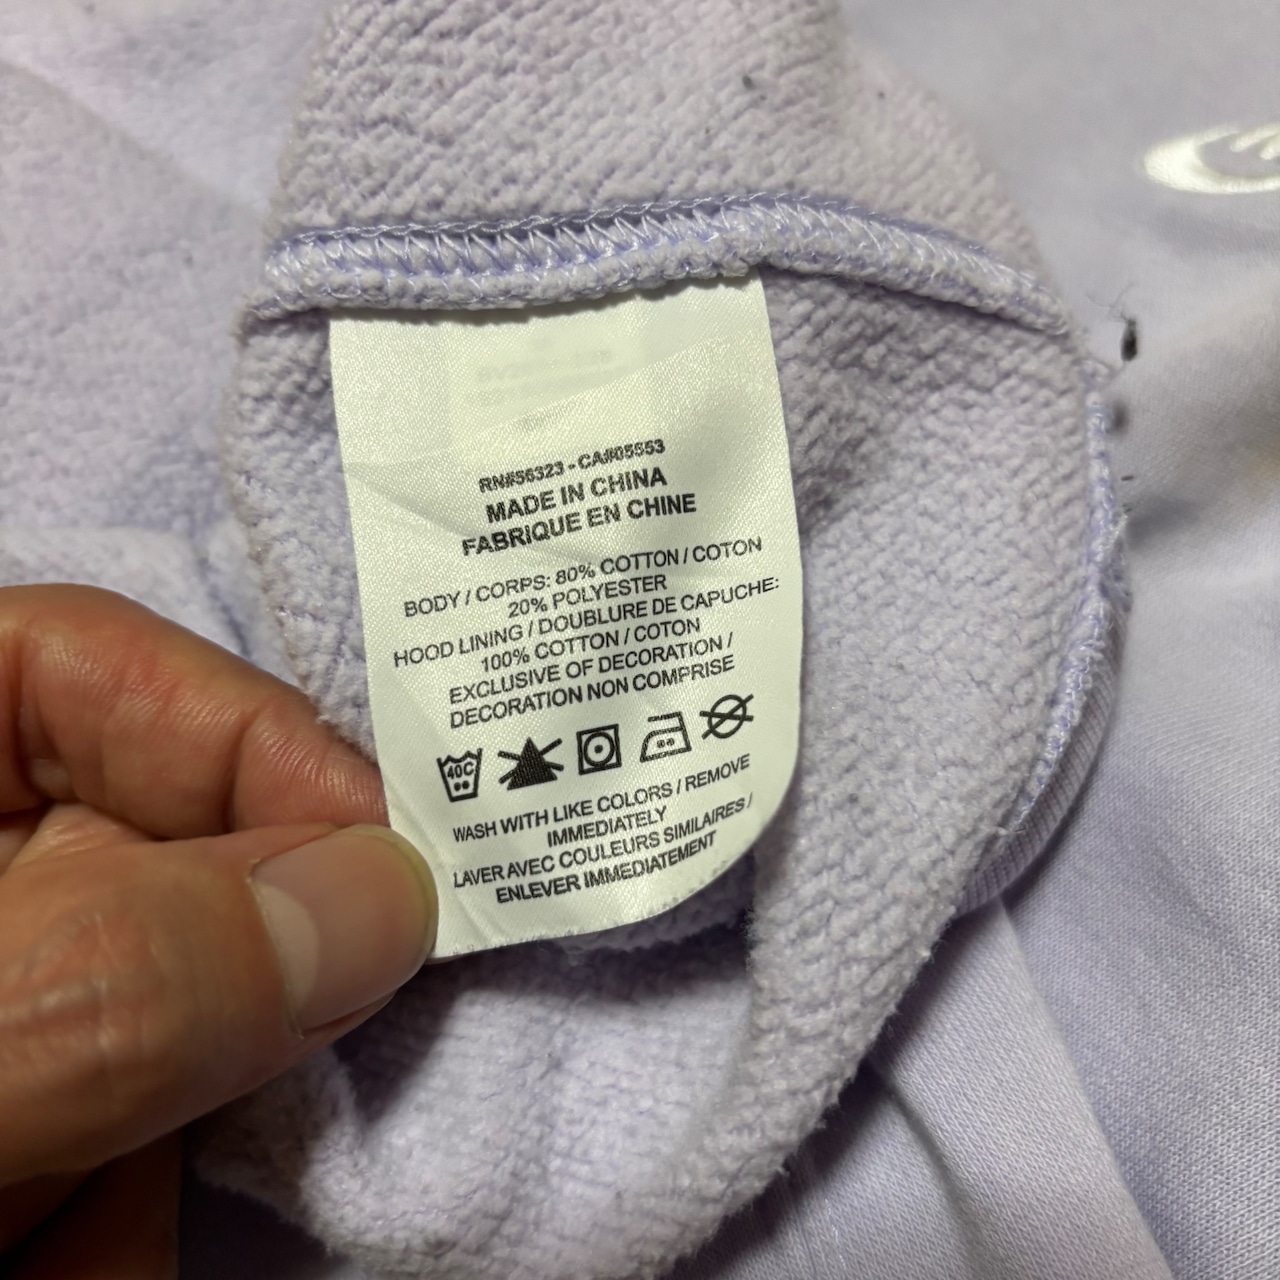 RN#56323 - CA#05553
MADE IN CHINA
FABRIQUE EN CHINE
BODY / CORPS: 80% COTTON / COTON
20% POLYESTER
HOOD LINING / DOUBLURE DE CAPUCHE:
100% COTTON / COTON
EXCLUSIVE OF DECORATION /
DECORATION NON COMPRISE
40C
WASH WITH LIKE COLORS / REMOVE
IMMEDIATELY
LAVER AVEC COULEURS SIMILAIRES /
ENLEVER IMMEDIATEMENT